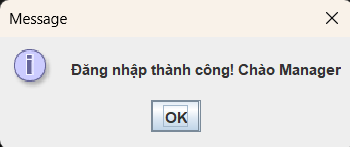 Message
Đăng nhập thành công! Chào Manager
OK